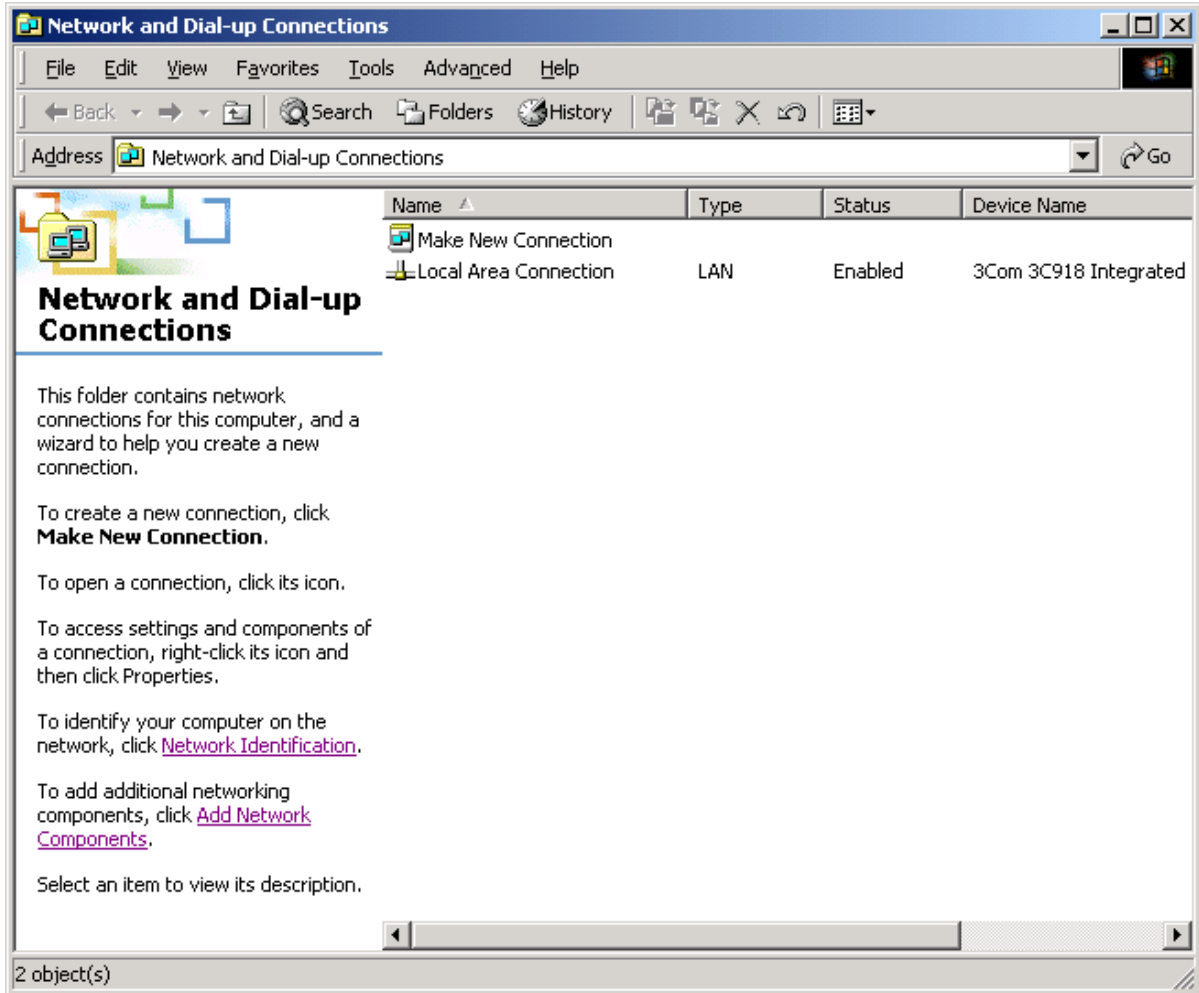 Network and Dial-up Connections
File Edit View Favorites Tools Advanced Help
Back Search Folders History
Address Network and Dial-up Connections Go
Name Type Status Device Name
Make New Connection
Local Area Connection LAN Enabled 3Com 3C918 Integrated
Network and Dial-up
Connections
This folder contains network
connections for this computer, and a
wizard to help you create a new
connection.
To create a new connection, click
Make New Connection.
To open a connection, click its icon.
To access settings and components of
a connection, right-click its icon and
then click Properties.
To identify your computer on the
network, click Network Identification.
To add additional networking
components, click Add Network
Components.
Select an item to view its description.
2 object(s)